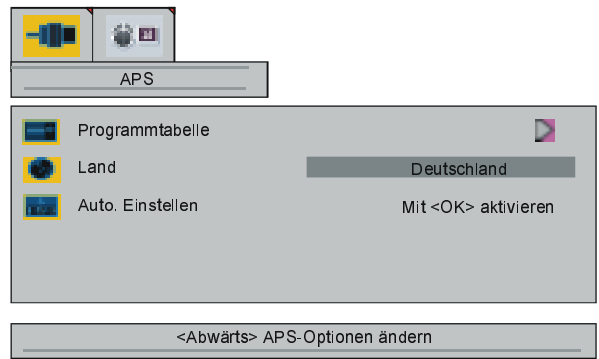 APS
Programmtabelle
Land Deutschland
Auto. Einstellen Mit <OK> aktivieren
<Abwärts> APS-Optionen ändern